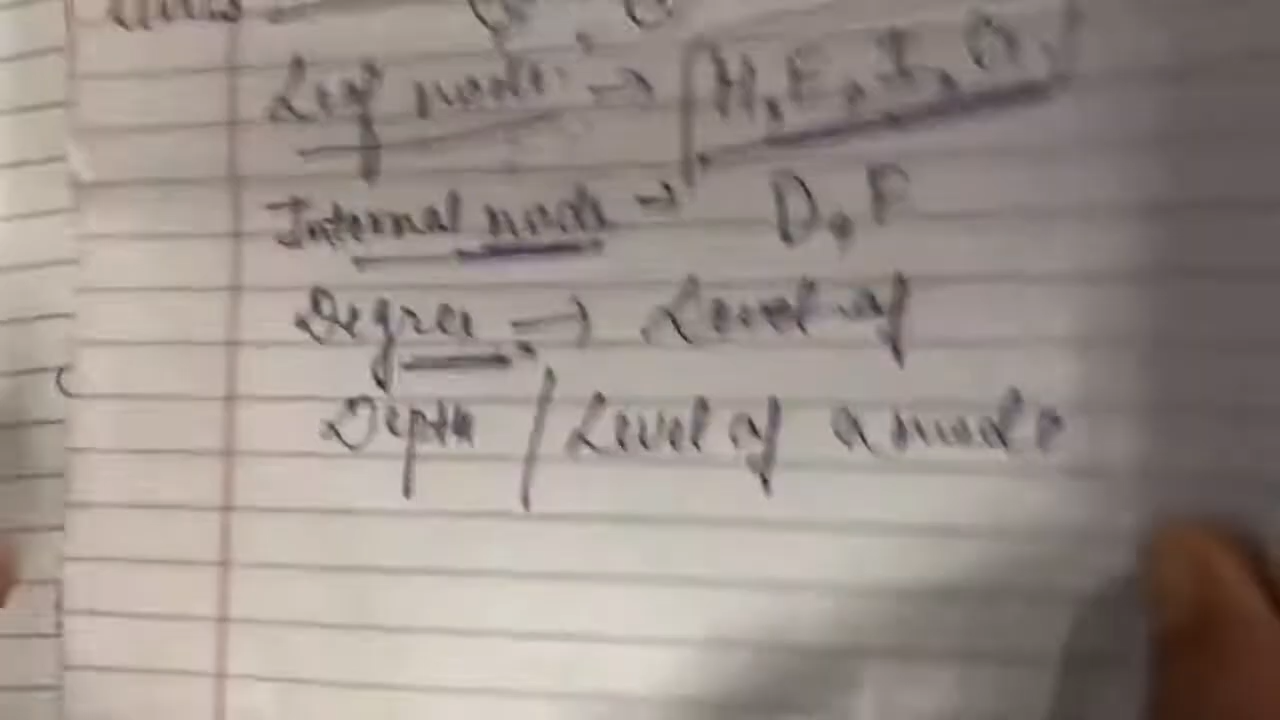 Leaf node → H, E, I, G
Internal node → D, F
Degree → Level of
Depth / Level of a node